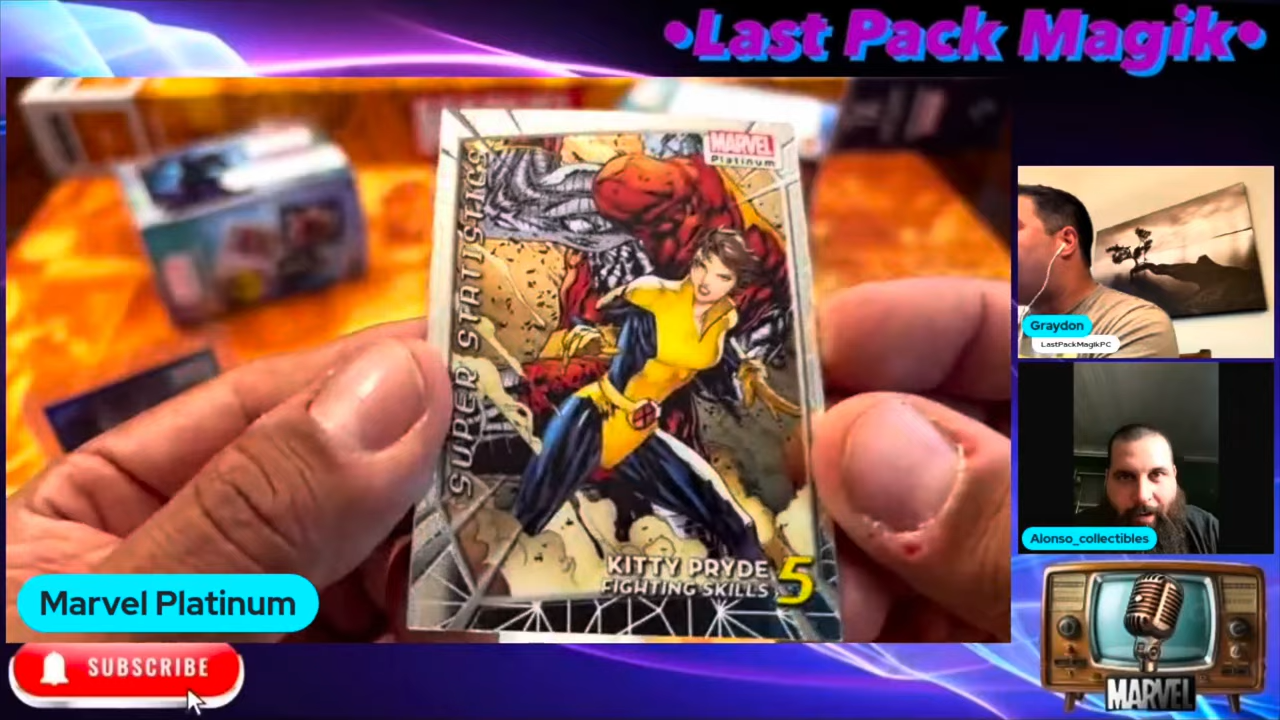 •Last Pack Magik•
MARVEL
Platinum
SUPER STATISTICS
KITTY PRYDE
FIGHTING SKILLS 5
Graydon
LastPackMagikPC
Alonso_collectibles
Marvel Platinum
SUBSCRIBE
MARVEL